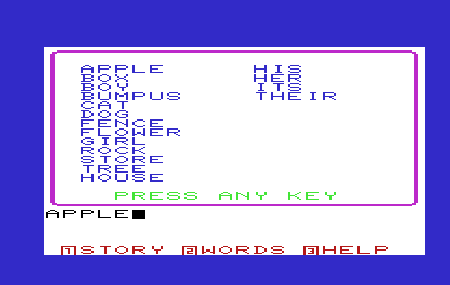 APPLE HIS
BOX HER
BOY ITS
BUMPUS THEIR
CAT
DOG
FENCE
FLOWER
GIRL
ROCK
STORE
TREE
HOUSE
PRESS ANY KEY
APPLE
1STORY 2WORDS 3HELP